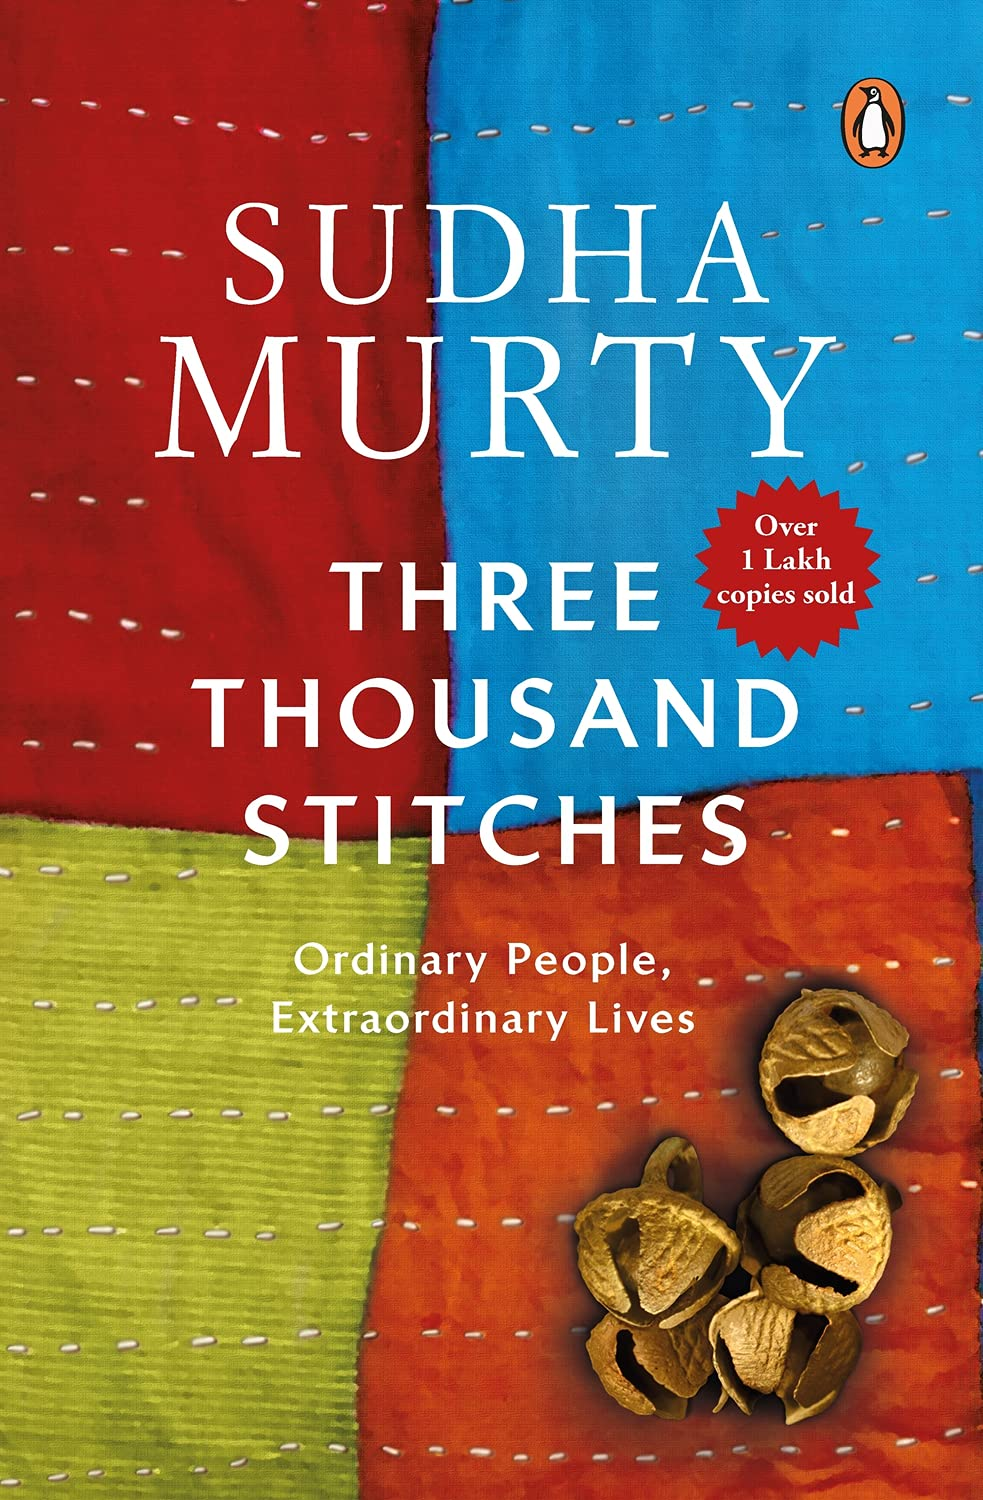 SUDHA
MURTY
Over
1 Lakh
copies sold
THREE
THOUSAND
STITCHES
Ordinary People,
Extraordinary Lives